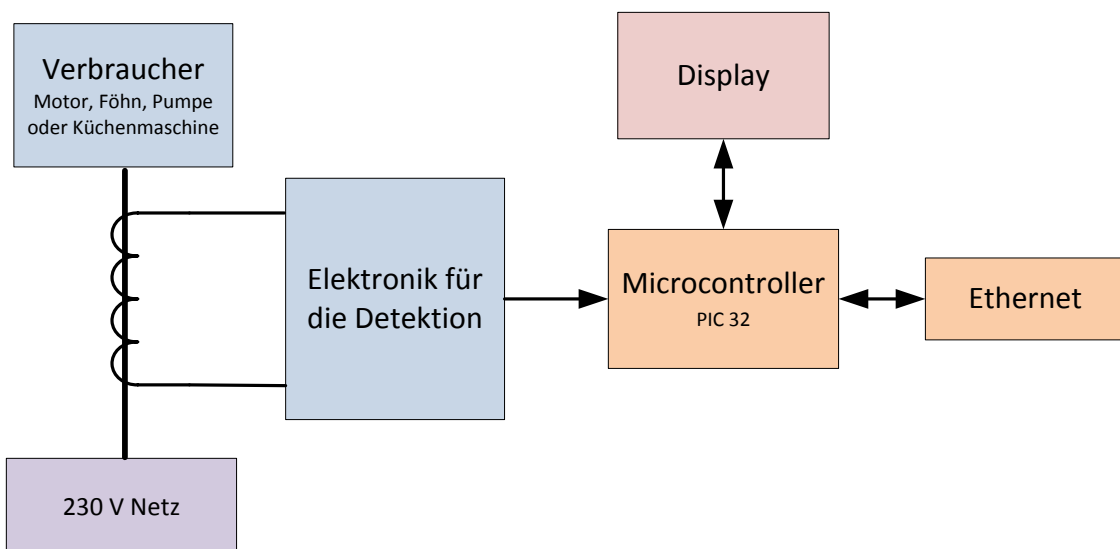 Verbraucher
Motor, Föhn, Pumpe
oder Küchenmaschine
Display
Elektronik für
die Detektion
Microcontroller
PIC 32
Ethernet
230 V Netz